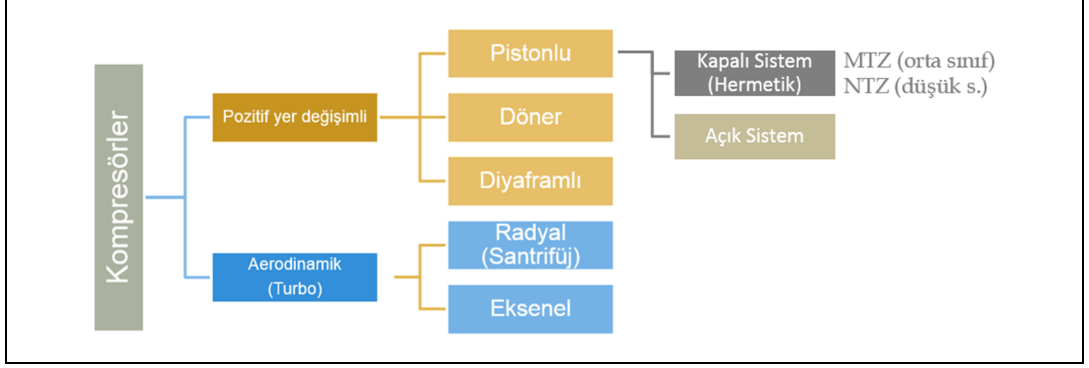 Kompresörler
Pozitif yer değişimli
Aerodinamik
(Turbo)
Pistonlu
Döner
Diyaframlı
Radyal
(Santrifüj)
Eksenel
Kapalı Sistem
(Hermetik)
Açık Sistem
MTZ (orta sınıf)
NTZ (düşük s.)